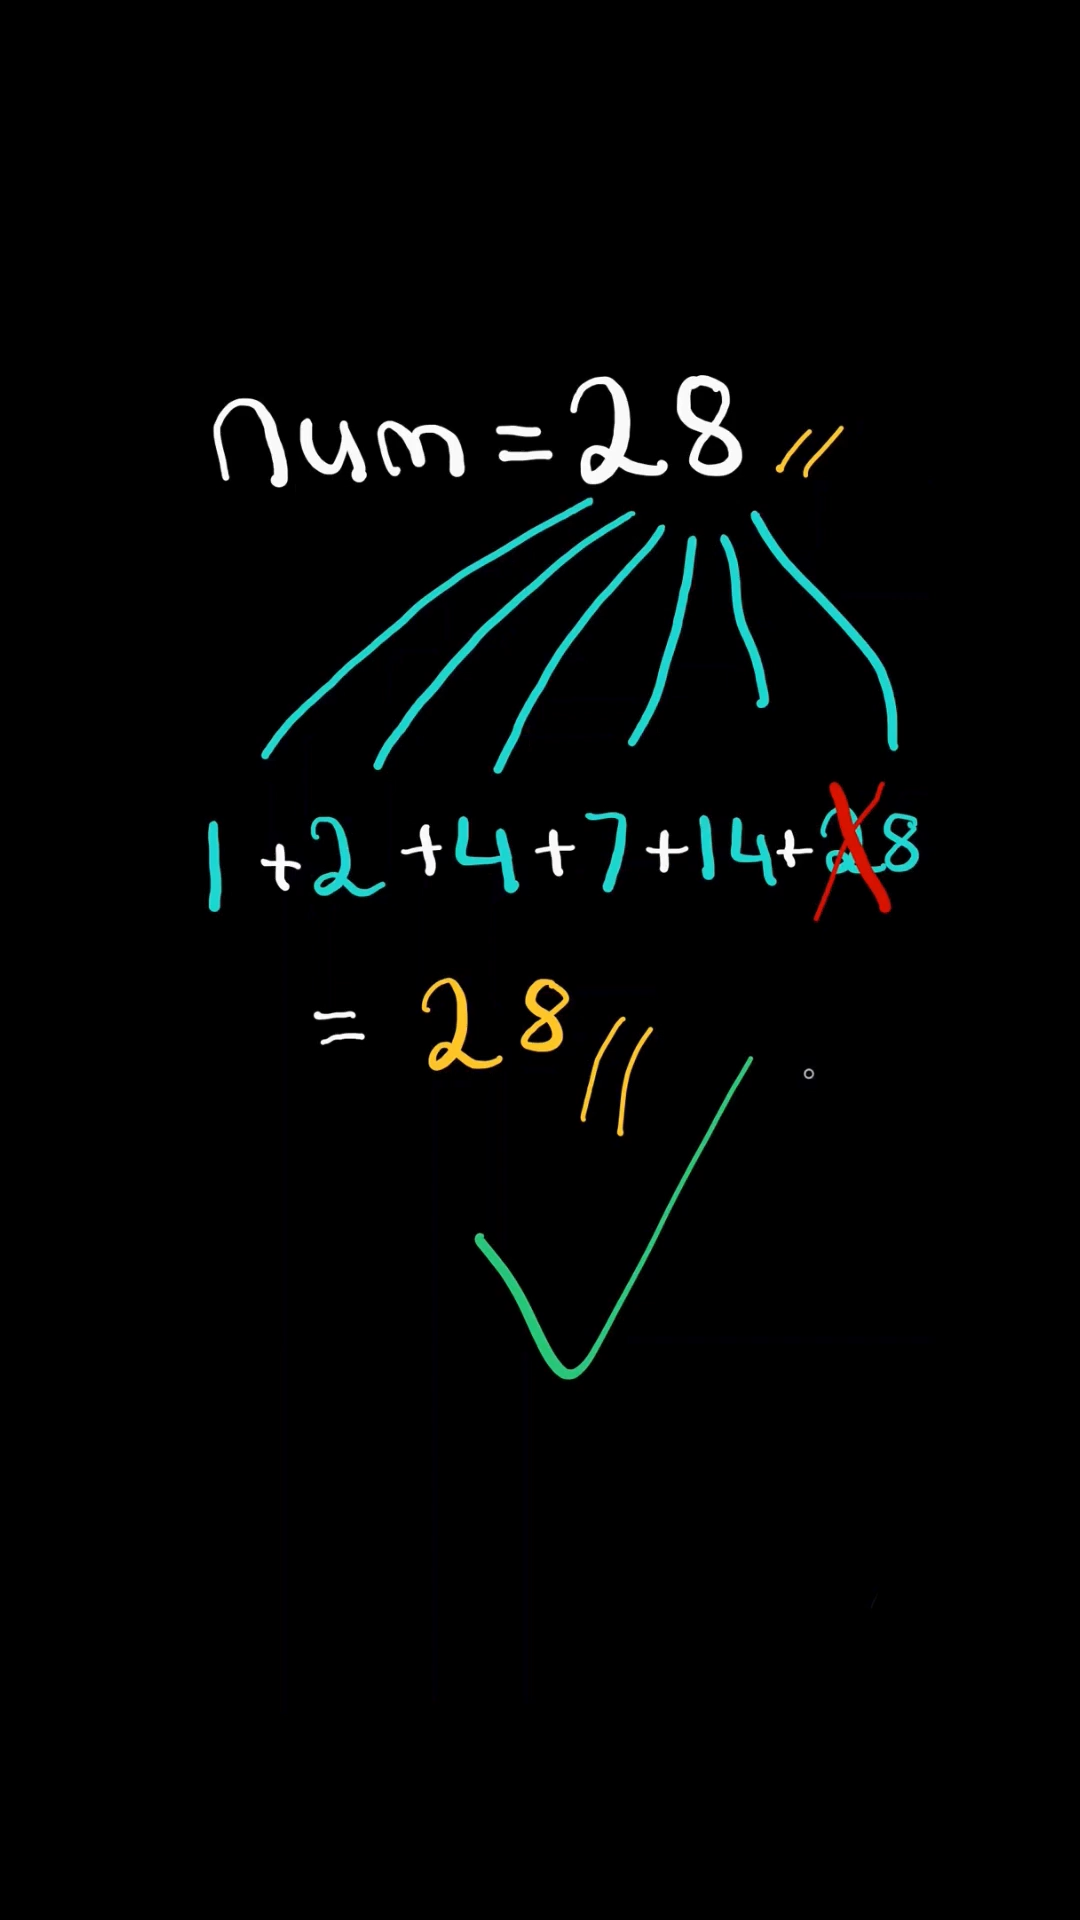 num = 28
1 + 2 + 4 + 7 + 14 + 28
= 28